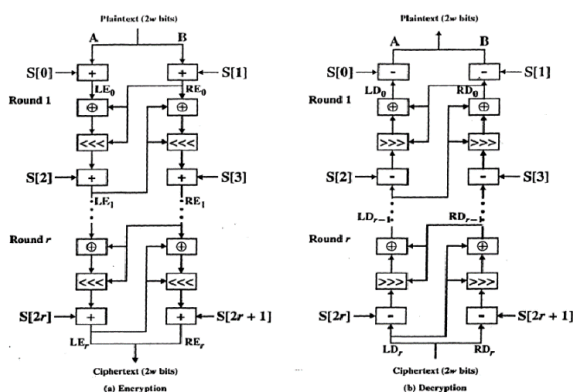 Plaintext (2w bits)
A B
S[0] + + S[1]
LE0 RE0
Round 1 ⊕ ⊕
<<< <<<
S[2] + + S[3]
LE1 RE1
Round r ⊕ ⊕
<<< <<<
S[2r] + + S[2r + 1]
LEr REr
Ciphertext (2w bits)
(a) Encryption
Plaintext (2w bits)
A B
S[0] - - S[1]
LD0 RD0
Round 1 ⊕ ⊕
>>> >>>
S[2] - - S[3]
LDr-1 RDr-1
Round r ⊕ ⊕
>>> >>>
S[2r] - - S[2r + 1]
LDr RDr
Ciphertext (2w bits)
(b) Decryption